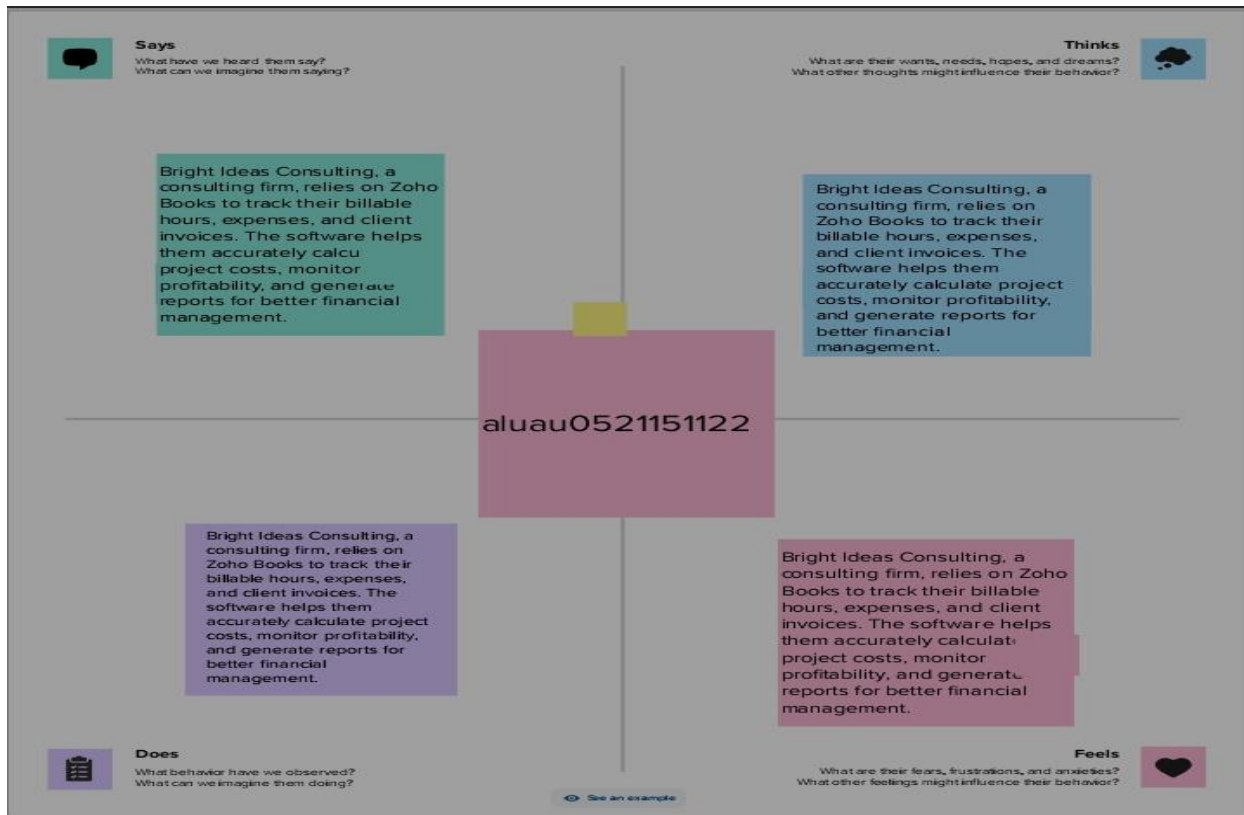 Says
What have we heard them say?
What can we imagine them saying?
Thinks
What are their wants, needs, hopes, and dreams?
What other thoughts might influence their behavior?
Bright Ideas Consulting, a
consulting firm, relies on Zoho
Books to track their billable
hours, expenses, and client
invoices. The software helps
them accurately calcu
project costs, monitor
profitability, and generate
reports for better financial
management.
Bright Ideas Consulting, a
consulting firm, relies on
Zoho Books to track their
billable hours, expenses,
and client invoices. The
software helps them
accurately calculate project
costs, monitor profitability,
and generate reports for
better financial
management.
aluau0521151122
Bright Ideas Consulting, a
consulting firm, relies on
Zoho Books to track their
billable hours, expenses,
and client invoices. The
software helps them
accurately calculate project
costs, monitor profitability,
and generate reports for
better financial
management.
Bright Ideas Consulting, a
consulting firm, relies on Zoho
Books to track their billable
hours, expenses, and client
invoices. The software helps
them accurately calculat
project costs, monitor
profitability, and generate
reports for better financial
management.
Does
What behavior have we observed?
What can we imagine them doing?
Feels
What are their fears, frustrations, and anxieties?
What other feelings might influence their behavior?
See an example